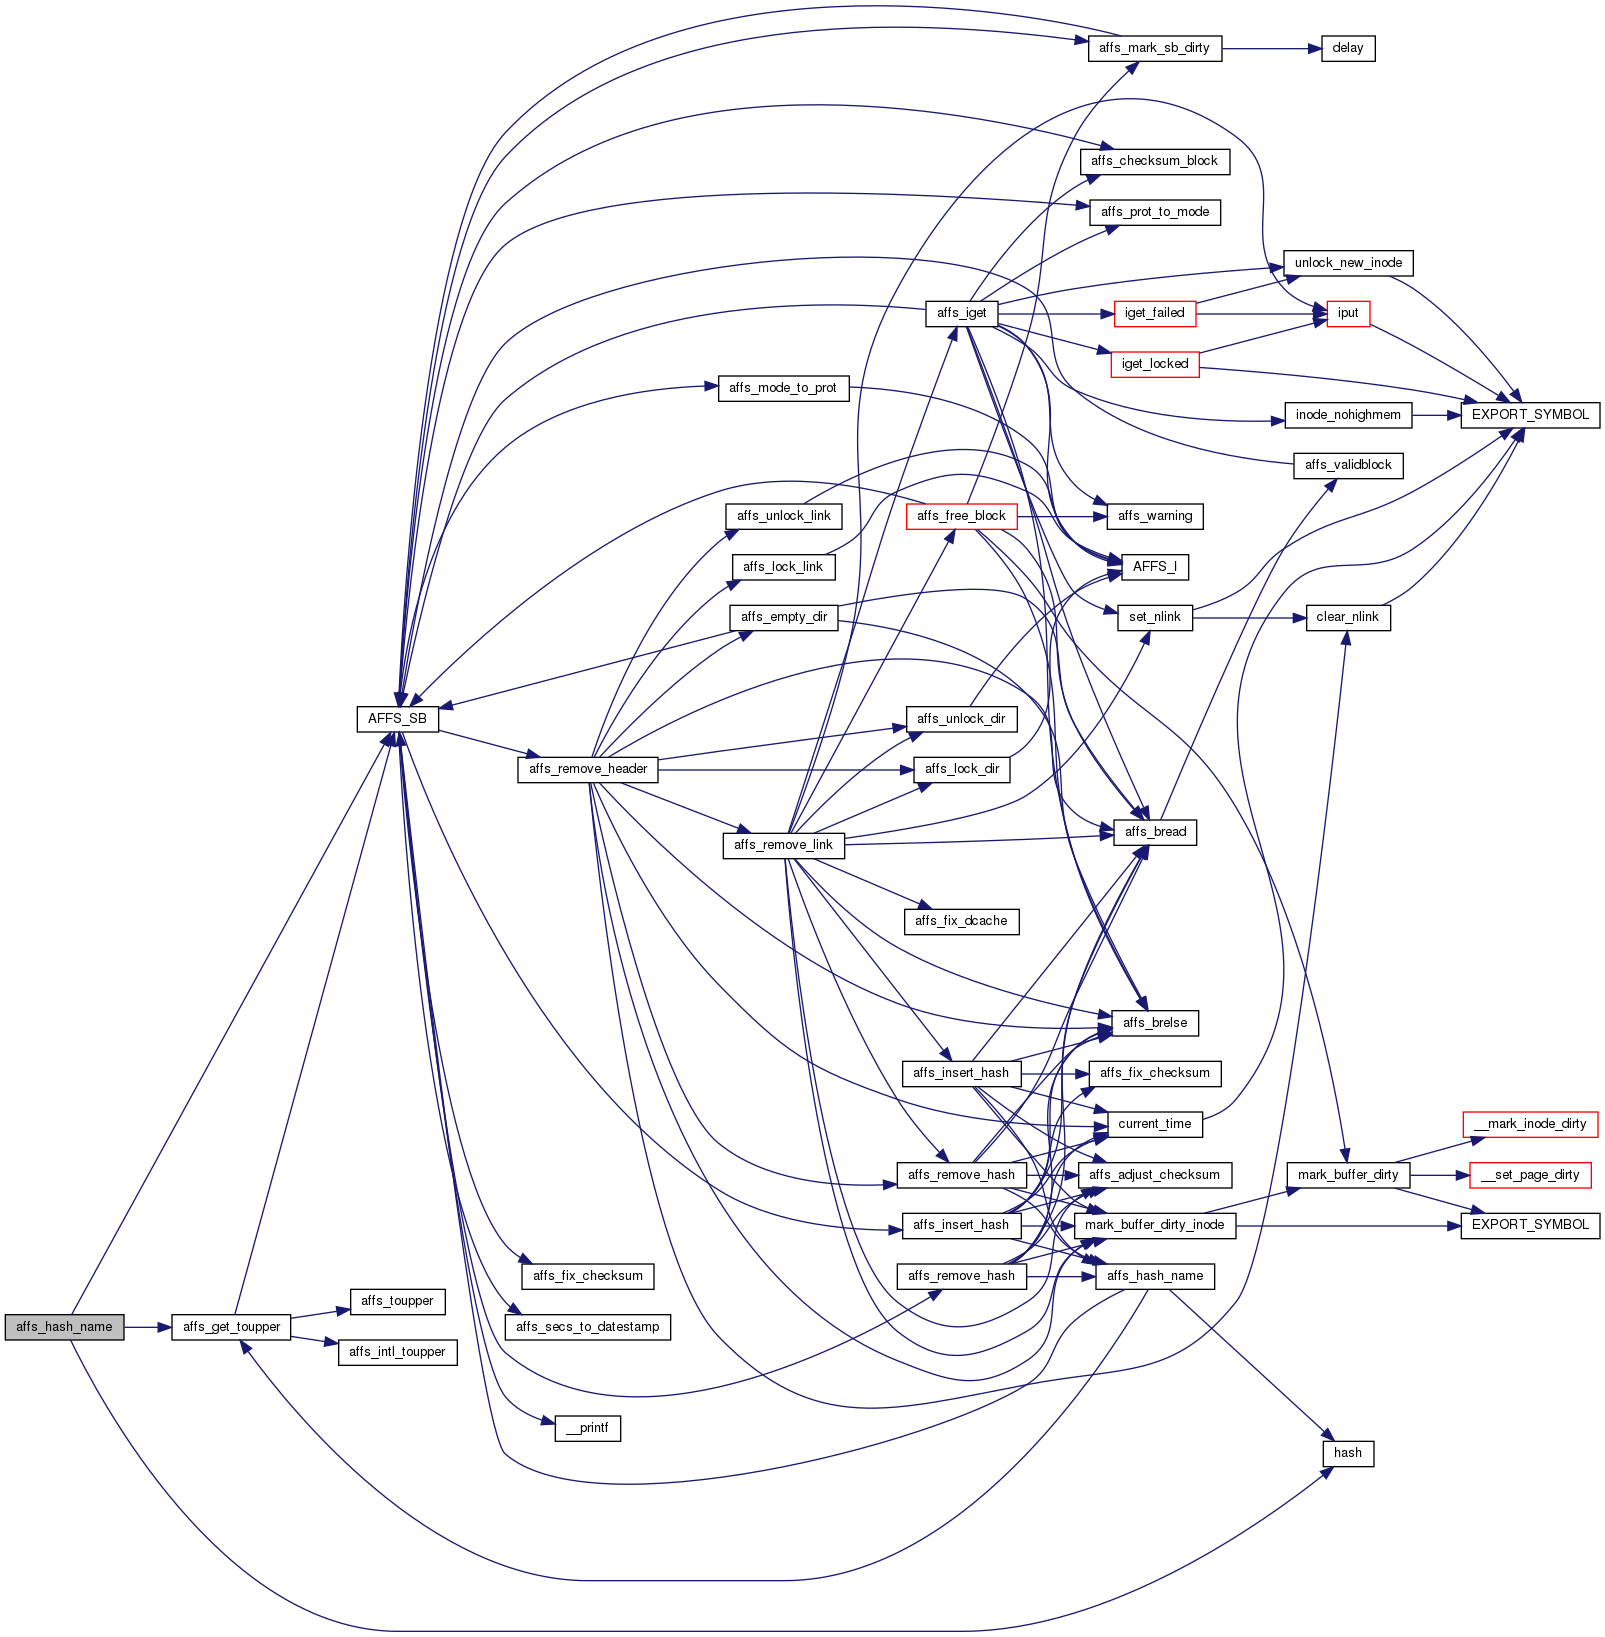 affs_mark_sb_dirty
delay
affs_checksum_block
affs_prot_to_mode
unlock_new_inode
affs_iget
iget_failed
iput
iget_locked
affs_mode_to_prot
inode_nohighmem
EXPORT_SYMBOL
affs_validblock
affs_unlock_link
affs_free_block
affs_warning
affs_lock_link
AFFS_I
affs_empty_dir
set_nlink
clear_nlink
AFFS_SB
affs_unlock_dir
affs_remove_header
affs_lock_dir
affs_remove_link
affs_bread
affs_fix_dcache
affs_brelse
affs_insert_hash
affs_fix_checksum
current_time
__mark_inode_dirty
affs_remove_hash
affs_adjust_checksum
mark_buffer_dirty
__set_page_dirty
affs_insert_hash
mark_buffer_dirty_inode
EXPORT_SYMBOL
affs_fix_checksum
affs_remove_hash
affs_hash_name
affs_toupper
affs_hash_name
affs_get_toupper
affs_secs_to_datestamp
affs_intl_toupper
__printf
hash